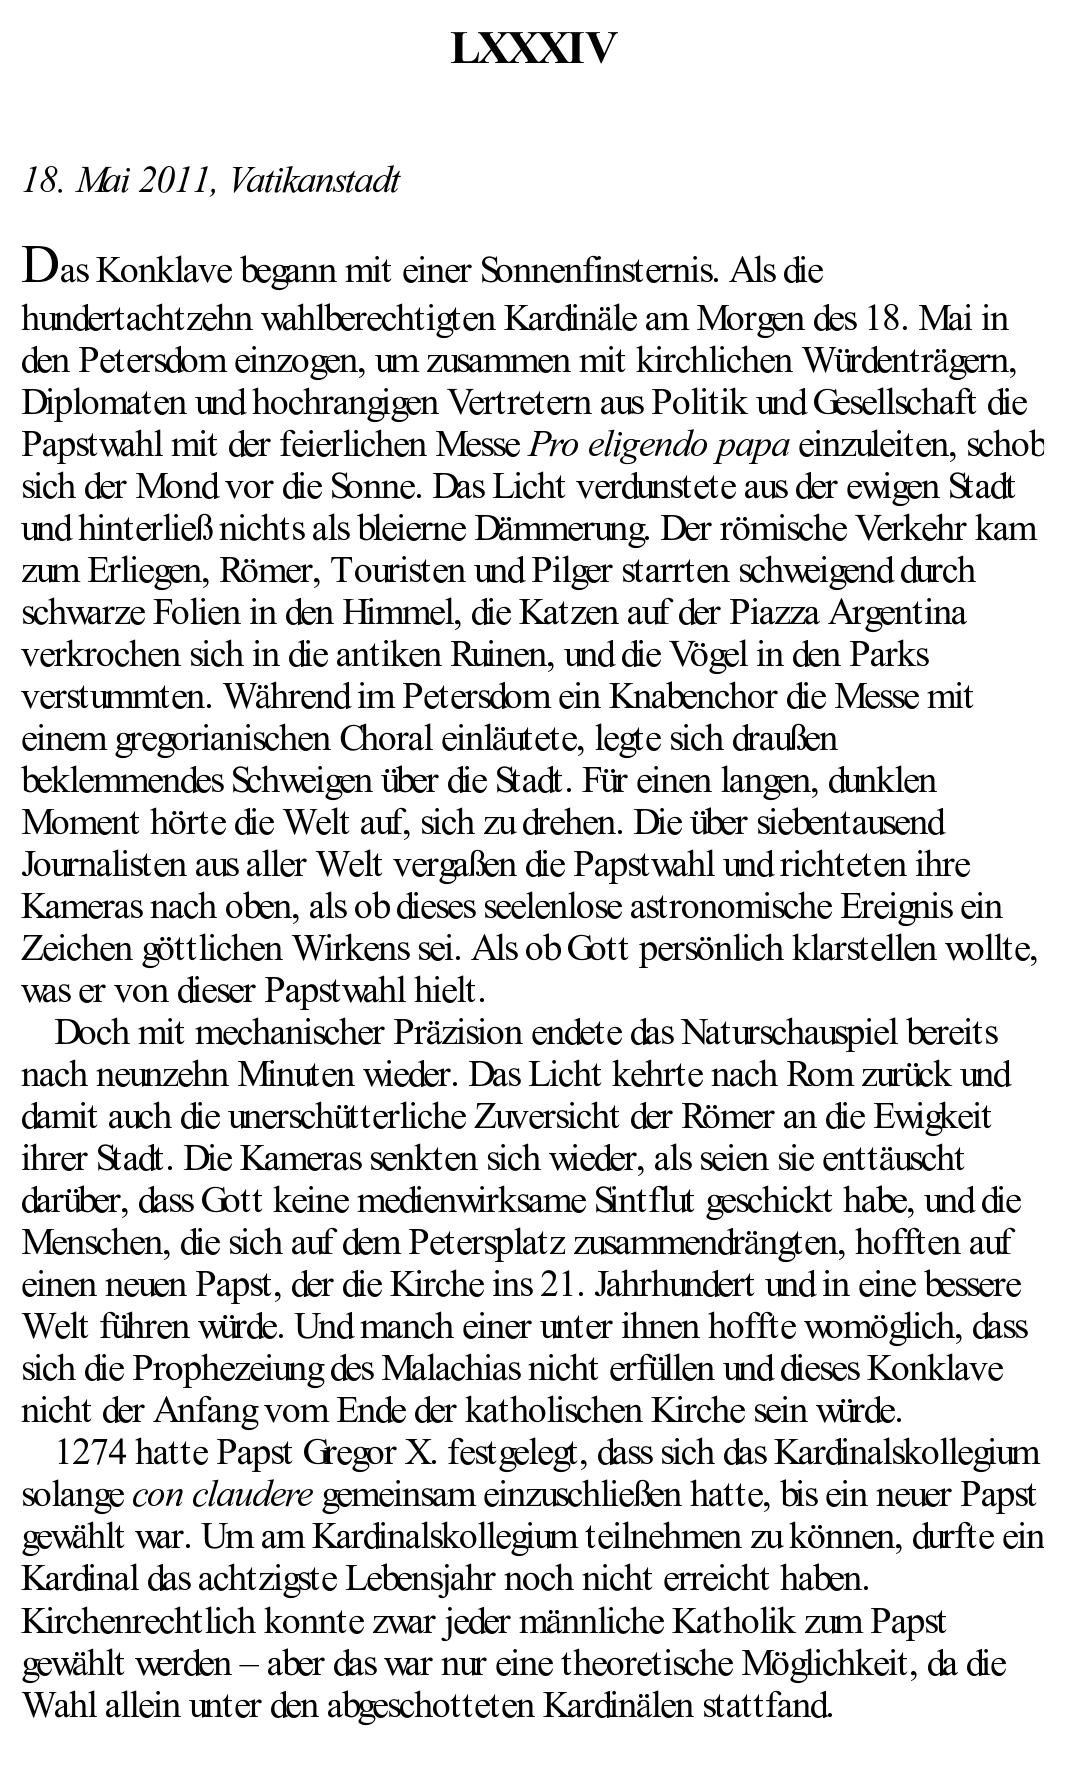 LXXXIV
18. Mai 2011, Vatikanstadt
Das Konklave begann mit einer Sonnenfinsternis. Als die
hundertachtzehn wahlberechtigten Kardinäle am Morgen des 18. Mai in
den Petersdom einzogen, um zusammen mit kirchlichen Würdenträgern,
Diplomaten und hochrangigen Vertretern aus Politik und Gesellschaft die
Papstwahl mit der feierlichen Messe Pro eligendo papa einzuleiten, schob
sich der Mond vor die Sonne. Das Licht verdunstete aus der ewigen Stadt
und hinterließ nichts als bleierne Dämmerung. Der römische Verkehr kam
zum Erliegen, Römer, Touristen und Pilger starrten schweigend durch
schwarze Folien in den Himmel, die Katzen auf der Piazza Argentina
verkrochen sich in die antiken Ruinen, und die Vögel in den Parks
verstummten. Während im Petersdom ein Knabenchor die Messe mit
einem gregorianischen Choral einläutete, legte sich draußen
beklemmendes Schweigen über die Stadt. Für einen langen, dunklen
Moment hörte die Welt auf, sich zu drehen. Die über siebentausend
Journalisten aus aller Welt vergaßen die Papstwahl und richteten ihre
Kameras nach oben, als ob dieses seelenlose astronomische Ereignis ein
Zeichen göttlichen Wirkens sei. Als ob Gott persönlich klarstellen wollte,
was er von dieser Papstwahl hielt.
Doch mit mechanischer Präzision endete das Naturschauspiel bereits
nach neunzehn Minuten wieder. Das Licht kehrte nach Rom zurück und
damit auch die unerschütterliche Zuversicht der Römer an die Ewigkeit
ihrer Stadt. Die Kameras senkten sich wieder, als seien sie enttäuscht
darüber, dass Gott keine medienwirksame Sintflut geschickt habe, und die
Menschen, die sich auf dem Petersplatz zusammendrängten, hofften auf
einen neuen Papst, der die Kirche ins 21. Jahrhundert und in eine bessere
Welt führen würde. Und manch einer unter ihnen hoffte womöglich, dass
sich die Prophezeiung des Malachias nicht erfüllen und dieses Konklave
nicht der Anfang vom Ende der katholischen Kirche sein würde.
1274 hatte Papst Gregor X. festgelegt, dass sich das Kardinalskollegium
solange con claudere gemeinsam einzuschließen hatte, bis ein neuer Papst
gewählt war. Um am Kardinalskollegium teilnehmen zu können, durfte ein
Kardinal das achtzigste Lebensjahr noch nicht erreicht haben.
Kirchenrechtlich konnte zwar jeder männliche Katholik zum Papst
gewählt werden – aber das war nur eine theoretische Möglichkeit, da die
Wahl allein unter den abgeschotteten Kardinälen stattfand.